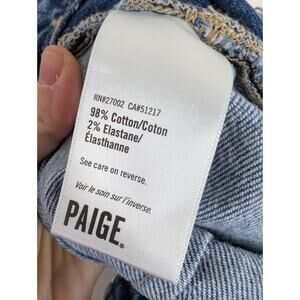 RN#27002 CA#51217
98% Cotton/Coton
2% Elastane/
Élasthanne
See care on reverse.
Voir le soin sur l'inverse.
PAIGE.